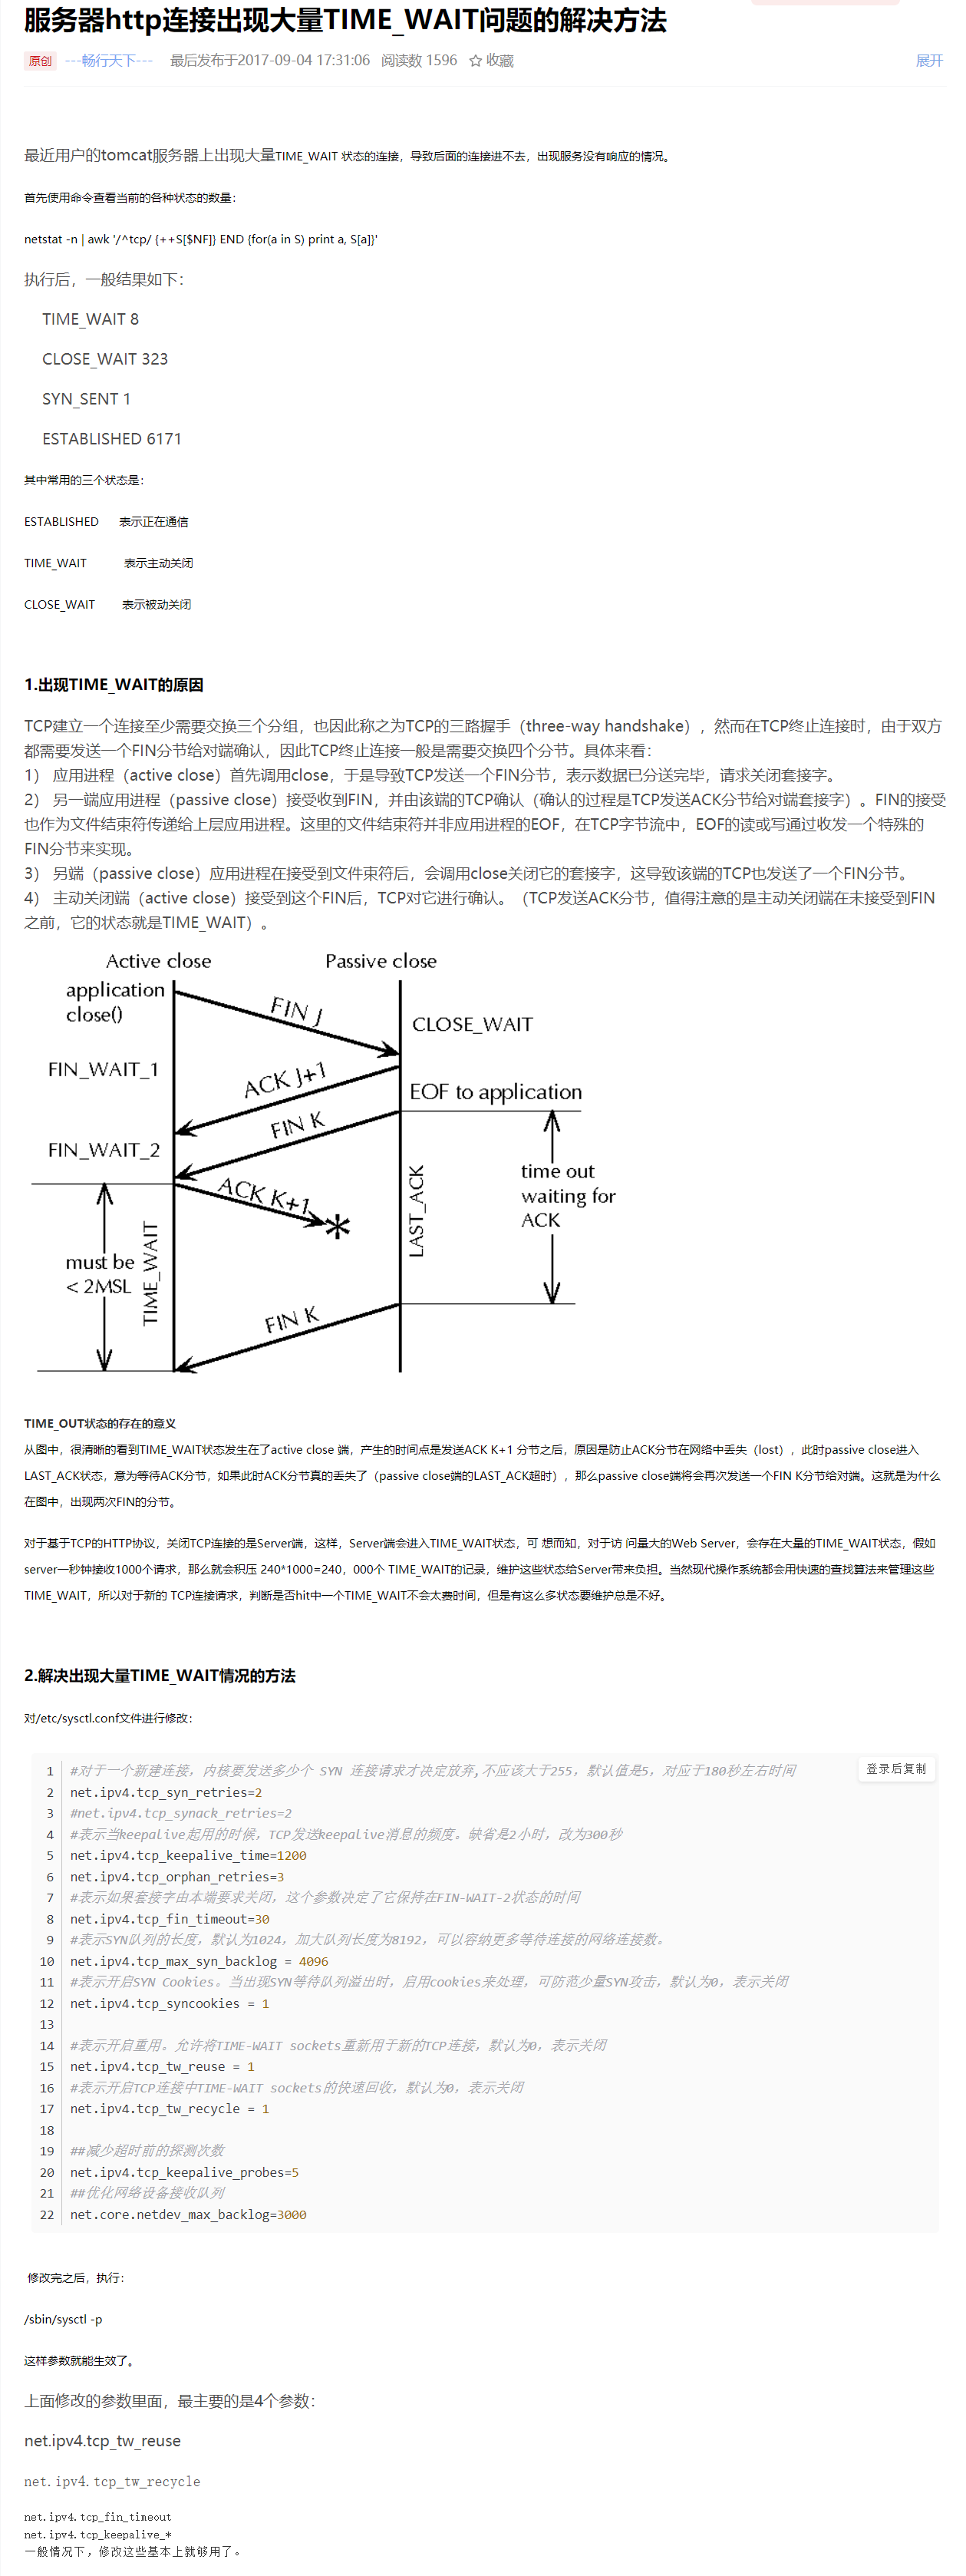 服务器http连接出现大量TIME_WAIT问题的解决方法
原创 ---畅行天下--- 最后发布于2017-09-04 17:31:06 阅读数 1596 ☆ 收藏 展开
最近用户的tomcat服务器上出现大量TIME_WAIT 状态的连接，导致后面的连接进不去，出现服务没有响应的情况。
首先使用命令查看当前的各种状态的数量：
netstat -n | awk '/^tcp/ {++S[$NF]} END {for(a in S) print a, S[a]}'
执行后，一般结果如下：
TIME_WAIT 8
CLOSE_WAIT 323
SYN_SENT 1
ESTABLISHED 6171
其中常用的三个状态是：
ESTABLISHED 表示正在通信
TIME_WAIT 表示主动关闭
CLOSE_WAIT 表示被动关闭
1.出现TIME_WAIT的原因
TCP建立一个连接至少需要交换三个分组，也因此称之为TCP的三路握手（three-way handshake），然而在TCP终止连接时，由于双方
都需要发送一个FIN分节给对端确认，因此TCP终止连接一般是需要交换四个分节。具体来看：
1） 应用进程（active close）首先调用close，于是导致TCP发送一个FIN分节，表示数据已分送完毕，请求关闭套接字。
2） 另一端应用进程（passive close）接受收到FIN，并由该端的TCP确认（确认的过程是TCP发送ACK分节给对端套接字）。FIN的接受
也作为文件结束符传递给上层应用进程。这里的文件结束符并非应用进程的EOF，在TCP字节流中，EOF的读或写通过收发一个特殊的
FIN分节来实现。
3） 另端（passive close）应用进程在接受到文件束符后，会调用close关闭它的套接字，这导致该端的TCP也发送了一个FIN分节。
4） 主动关闭端（active close）接受到这个FIN后，TCP对它进行确认。（TCP发送ACK分节，值得注意的是主动关闭端在未接受到FIN
之前，它的状态就是TIME_WAIT）。
Active close Passive close
application
close()
FIN J
CLOSE_WAIT
FIN_WAIT_1
ACK J+1
EOF to application
FIN K
FIN_WAIT_2
ACK K+1
*
LAST_ACK
time out
waiting for
ACK
must be
< 2MSL
TIME_WAIT
FIN K
TIME_OUT状态的存在的意义
从图中，很清晰的看到TIME_WAIT状态发生在了active close 端，产生的时间点是发送ACK K+1 分节之后，原因是防止ACK分节在网络中丢失（lost），此时passive close进入
LAST_ACK状态，意为等待ACK分节，如果此时ACK分节真的丢失了（passive close端的LAST_ACK超时），那么passive close端将会再次发送一个FIN K分节给对端。这就是为什么
在图中，出现两次FIN的分节。
对于基于TCP的HTTP协议，关闭TCP连接的是Server端，这样，Server端会进入TIME_WAIT状态，可 想而知，对于访 问量大的Web Server，会存在大量的TIME_WAIT状态，假如
server一秒钟接收1000个请求，那么就会积压 240*1000=240，000个 TIME_WAIT的记录，维护这些状态给Server带来负担。当然现代操作系统都会用快速的查找算法来管理这些
TIME_WAIT，所以对于新的 TCP连接请求，判断是否hit中一个TIME_WAIT不会太费时间，但是有这么多状态要维护总是不好。
2.解决出现大量TIME_WAIT情况的方法
对/etc/sysctl.conf文件进行修改：
登录后复制
1 #对于一个新建连接，内核要发送多少个 SYN 连接请求才决定放弃,不应该大于255，默认值是5，对应于180秒左右时间
2 net.ipv4.tcp_syn_retries=2
3 #net.ipv4.tcp_synack_retries=2
4 #表示当keepalive起用的时候，TCP发送keepalive消息的频度。缺省是2小时，改为300秒
5 net.ipv4.tcp_keepalive_time=1200
6 net.ipv4.tcp_orphan_retries=3
7 #表示如果套接字由本端要求关闭，这个参数决定了它保持在FIN-WAIT-2状态的时间
8 net.ipv4.tcp_fin_timeout=30
9 #表示SYN队列的长度，默认为1024，加大队列长度为8192，可以容纳更多等待连接的网络连接数。
10 net.ipv4.tcp_max_syn_backlog = 4096
11 #表示开启SYN Cookies。当出现SYN等待队列溢出时，启用cookies来处理，可防范少量SYN攻击，默认为0，表示关闭
12 net.ipv4.tcp_syncookies = 1
13
14 #表示开启重用。允许将TIME-WAIT sockets重新用于新的TCP连接，默认为0，表示关闭
15 net.ipv4.tcp_tw_reuse = 1
16 #表示开启TCP连接中TIME-WAIT sockets的快速回收，默认为0，表示关闭
17 net.ipv4.tcp_tw_recycle = 1
18
19 ##减少超时前的探测次数
20 net.ipv4.tcp_keepalive_probes=5
21 ##优化网络设备接收队列
22 net.core.netdev_max_backlog=3000
修改完之后，执行：
/sbin/sysctl -p
这样参数就能生效了。
上面修改的参数里面，最主要的是4个参数：
net.ipv4.tcp_tw_reuse
net.ipv4.tcp_tw_recycle
net.ipv4.tcp_fin_timeout
net.ipv4.tcp_keepalive_*
一般情况下，修改这些基本上就够用了。